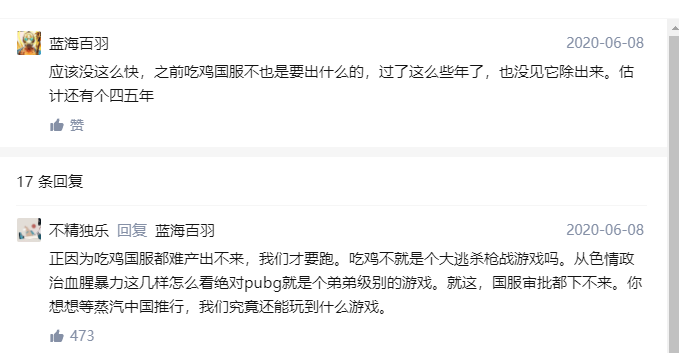 蓝海百羽 2020-06-08
应该没这么快，之前吃鸡国服不也是要出什么的，过了这么些年了，也没见它除出来。估
计还有个四五年
赞
17 条回复
不精独乐 回复 蓝海百羽 2020-06-08
正因为吃鸡国服都难产出不来，我们才要跑。吃鸡不就是个大逃杀枪战游戏吗。从色情政
治血腥暴力这几样怎么看绝对pubg就是个弟弟级别的游戏。就这，国服审批都下不来。你
想想等蒸汽中国推行，我们究竟还能玩到什么游戏。
473